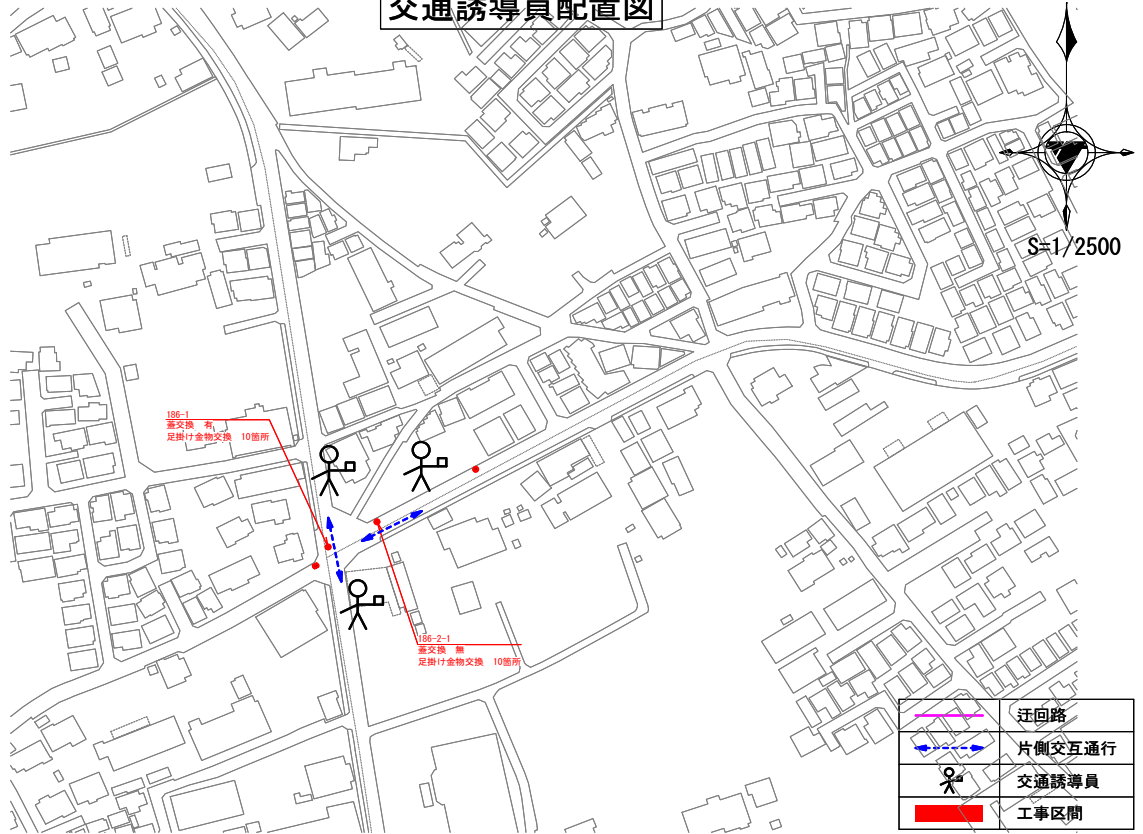 交通誘導員配置図
S=1/2500
186-1
蓋交換 有
足掛け金物交換 10箇所
186-2-1
蓋交換 無
足掛け金物交換 10箇所
迂回路
片側交互通行
交通誘導員
工事区間